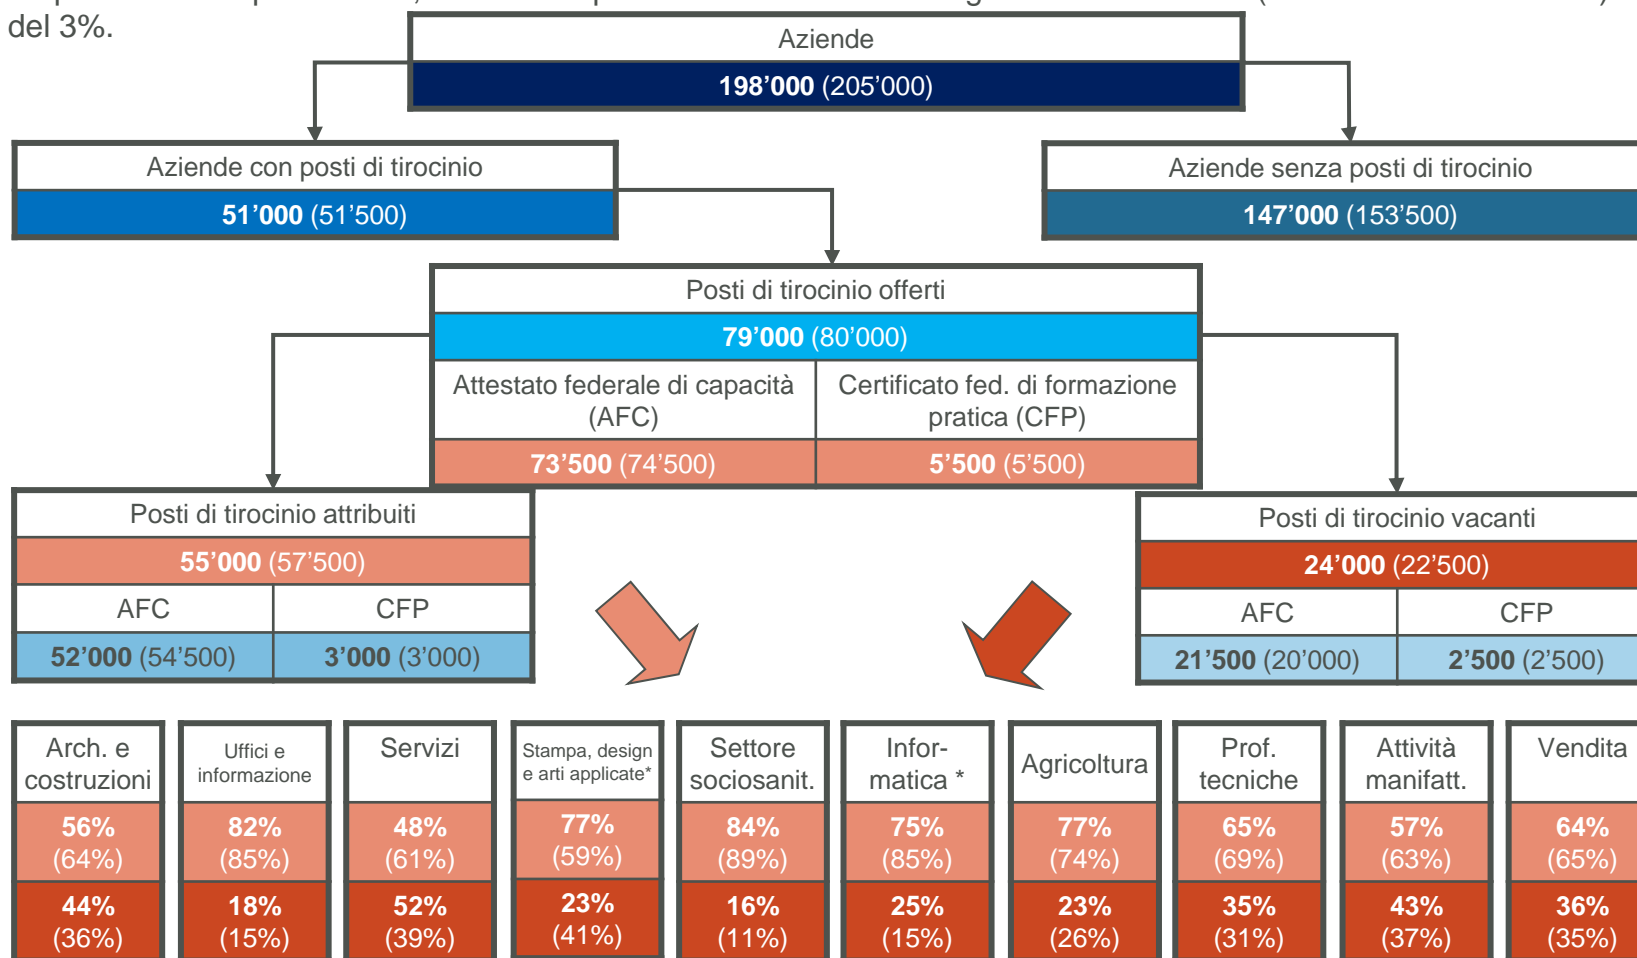 del 3%.
Aziende
198’000 (205’000)
Aziende con posti di tirocinio
51’000 (51’500)
Aziende senza posti di tirocinio
147’000 (153’500)
Posti di tirocinio offerti
79’000 (80’000)
Attestato federale di capacità
(AFC)
73’500 (74’500)
Certificato fed. di formazione
pratica (CFP)
5’500 (5’500)
Posti di tirocinio attribuiti
55’000 (57’500)
AFC
52’000 (54’500)
CFP
3’000 (3’000)
Posti di tirocinio vacanti
24’000 (22’500)
AFC
21’500 (20’000)
CFP
2’500 (2’500)
Arch. e
costruzioni
56%
(64%)
44%
(36%)
Uffici e
informazione
82%
(85%)
18%
(15%)
Servizi
48%
(61%)
52%
(39%)
Stampa, design
e arti applicate*
77%
(59%)
23%
(41%)
Settore
sociosanit.
84%
(89%)
16%
(11%)
Infor-
matica *
75%
(85%)
25%
(15%)
Agricoltura
77%
(74%)
23%
(26%)
Prof.
tecniche
65%
(69%)
35%
(31%)
Attività
manifatt.
57%
(63%)
43%
(37%)
Vendita
64%
(65%)
36%
(35%)